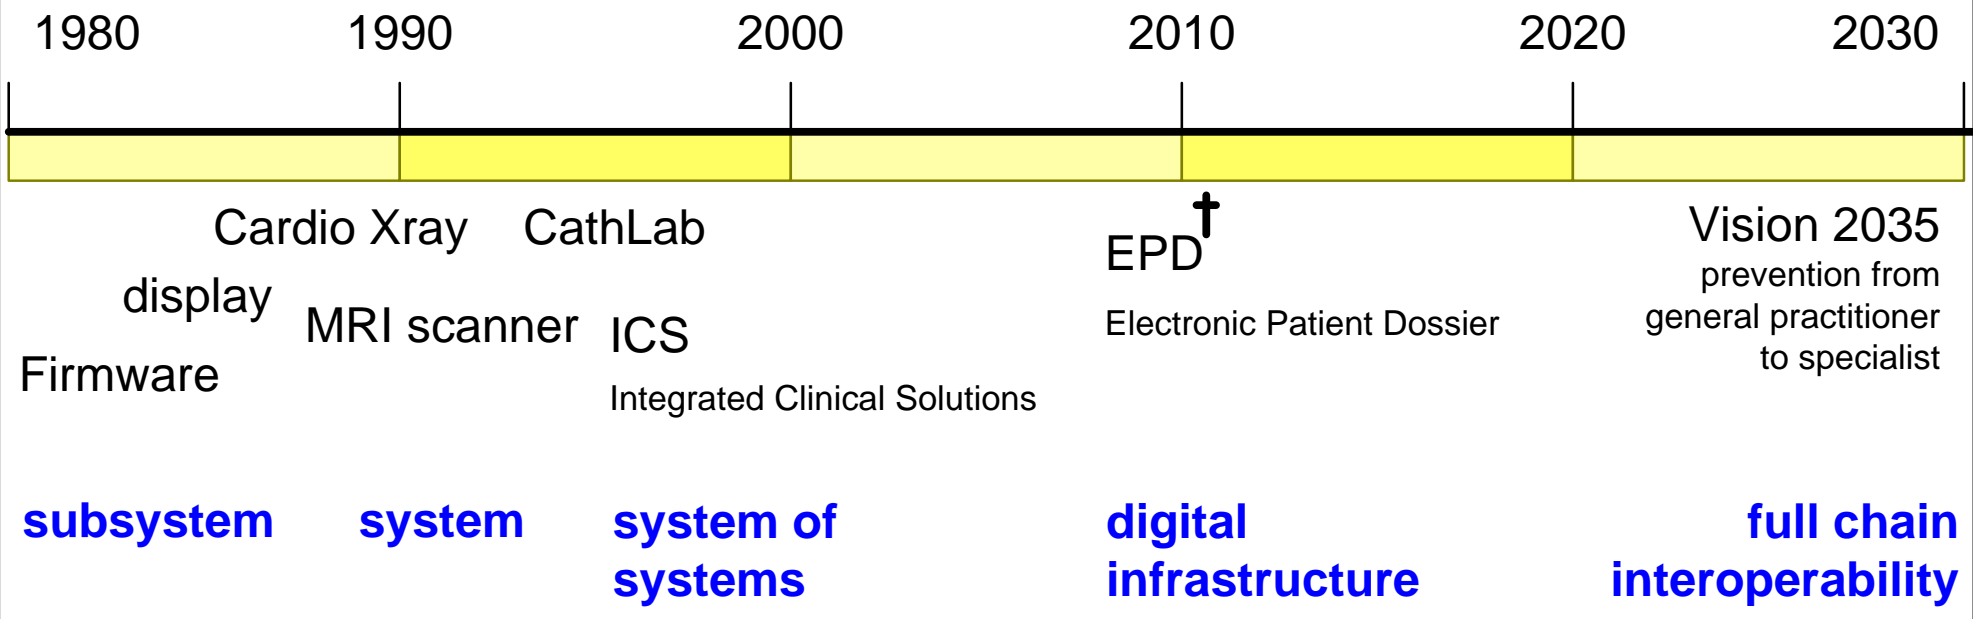 1980 1990 2000 2010 2020 2030
Cardio Xray CathLab
EPD†
Vision 2035
prevention from
general practitioner
to specialist
display
MRI scanner
ICS
Electronic Patient Dossier
Firmware
Integrated Clinical Solutions
subsystem
system
system of
systems
digital
infrastructure
full chain
interoperability